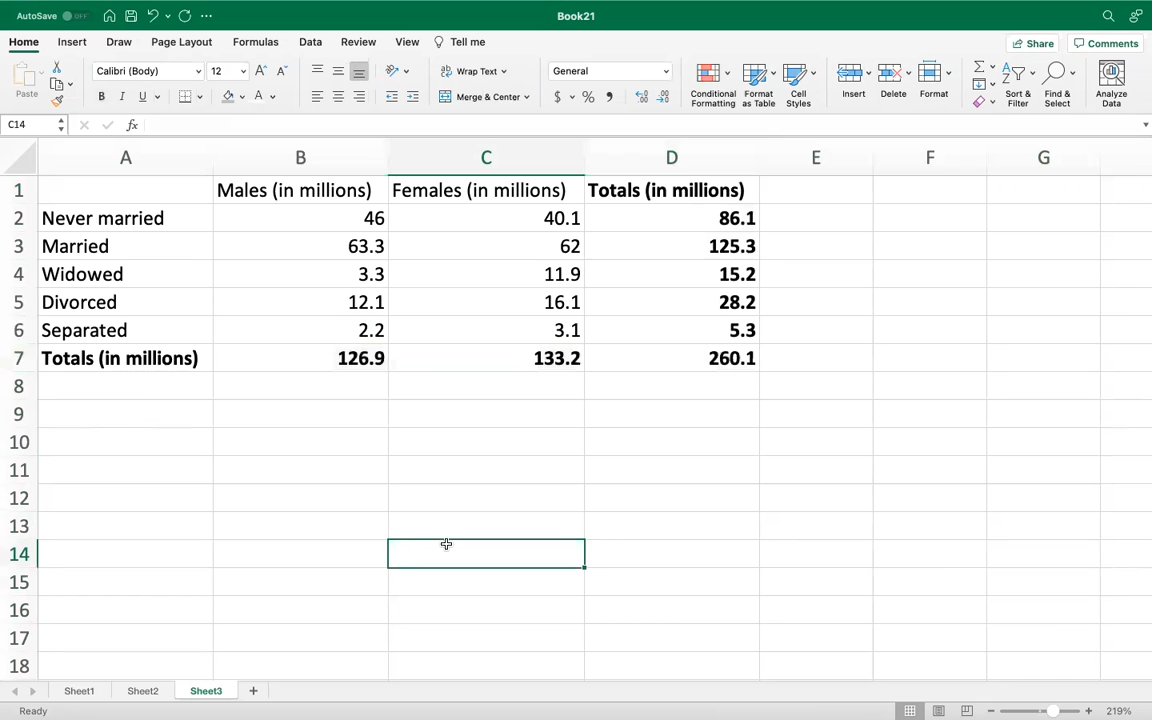 AutoSave OFF Book21
Home Insert Draw Page Layout Formulas Data Review View Tell me Share Comments
Paste Calibri (Body) 12 A A Wrap Text General Conditional Formatting Format as Table Cell Styles Insert Delete Format Sort & Filter Find & Select Analyze Data
B I U A Merge & Center $ % 9
C14 fx
A B C D E F G
1 Males (in millions) Females (in millions) Totals (in millions)
2 Never married 46 40.1 86.1
3 Married 63.3 62 125.3
4 Widowed 3.3 11.9 15.2
5 Divorced 12.1 16.1 28.2
6 Separated 2.2 3.1 5.3
7 Totals (in millions) 126.9 133.2 260.1
8
9
10
11
12
13
14
15
16
17
18
Sheet1 Sheet2 Sheet3 +
Ready 219%